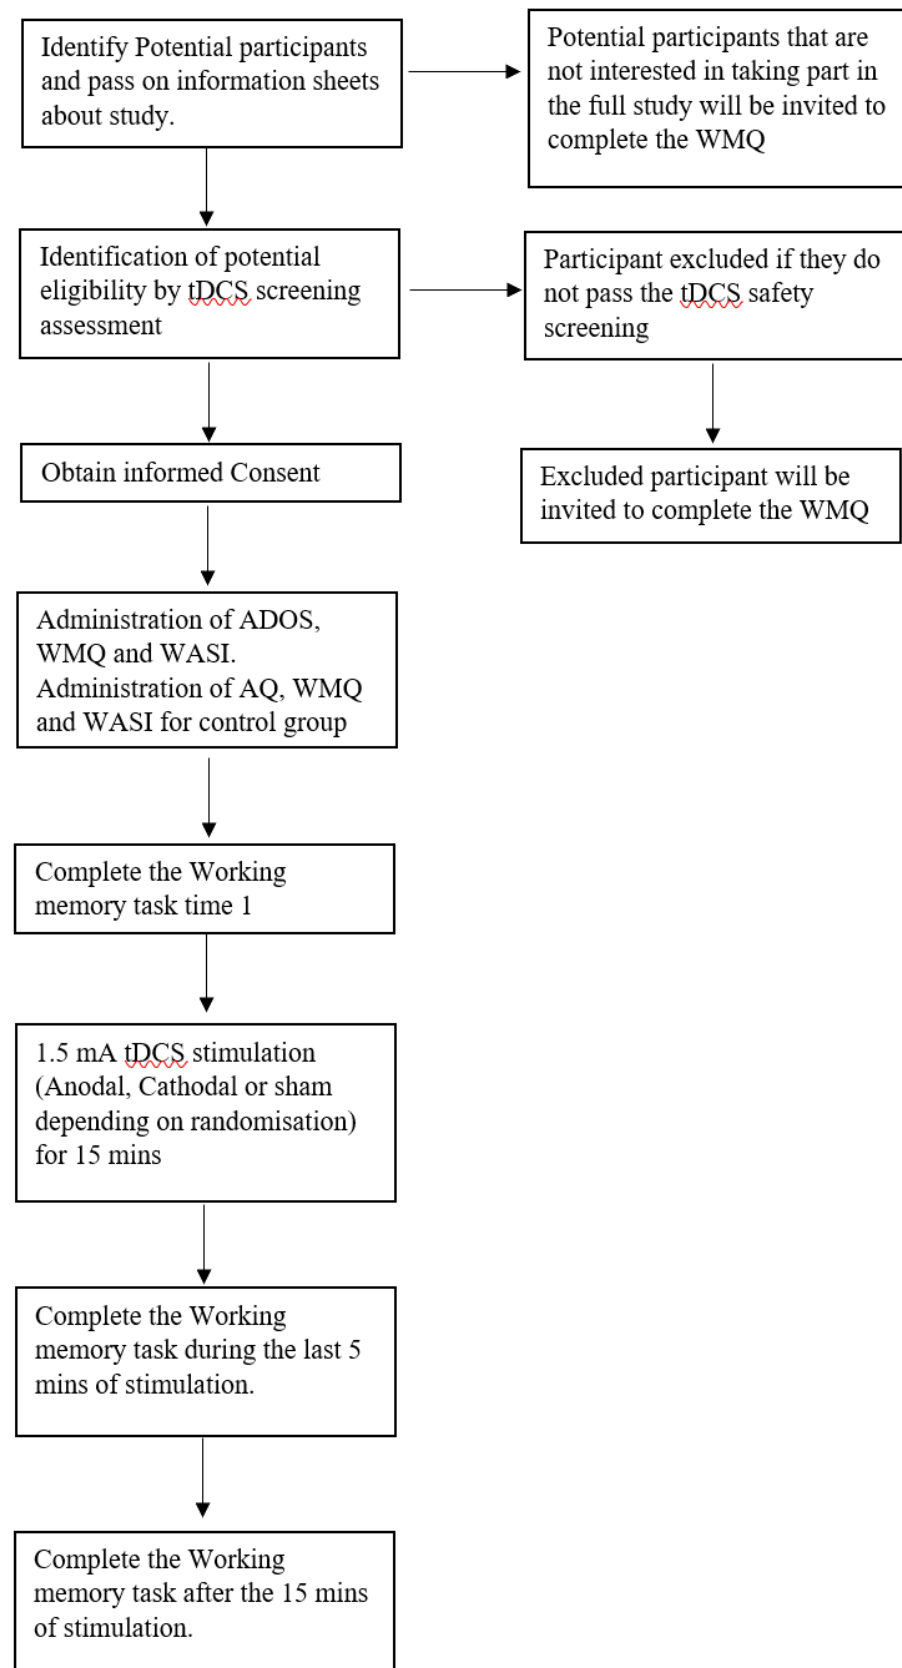 Identify Potential participants
and pass on information sheets
about study.
Potential participants that are
not interested in taking part in
the full study will be invited to
complete the WMQ
Identification of potential
eligibility by tDCS screening
assessment
Participant excluded if they do
not pass the tDCS safety
screening
Obtain informed Consent
Excluded participant will be
invited to complete the WMQ
Administration of ADOS,
WMQ and WASI.
Administration of AQ, WMQ
and WASI for control group
Complete the Working
memory task time 1
1.5 mA tDCS stimulation
(Anodal, Cathodal or sham
depending on randomisation)
for 15 mins
Complete the Working
memory task during the last 5
mins of stimulation.
Complete the Working
memory task after the 15 mins
of stimulation.